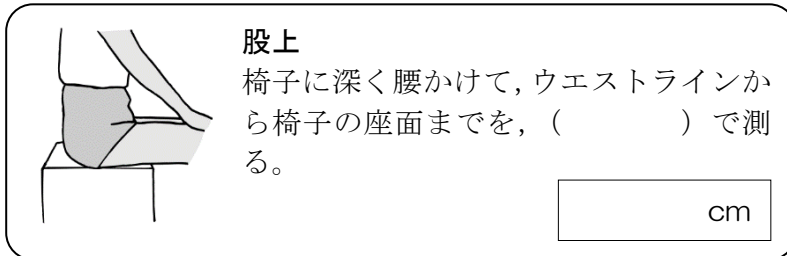 股上
椅子に深く腰かけて,ウエストラインか
ら椅子の座面までを,（　　　　　）で測
る。
cm